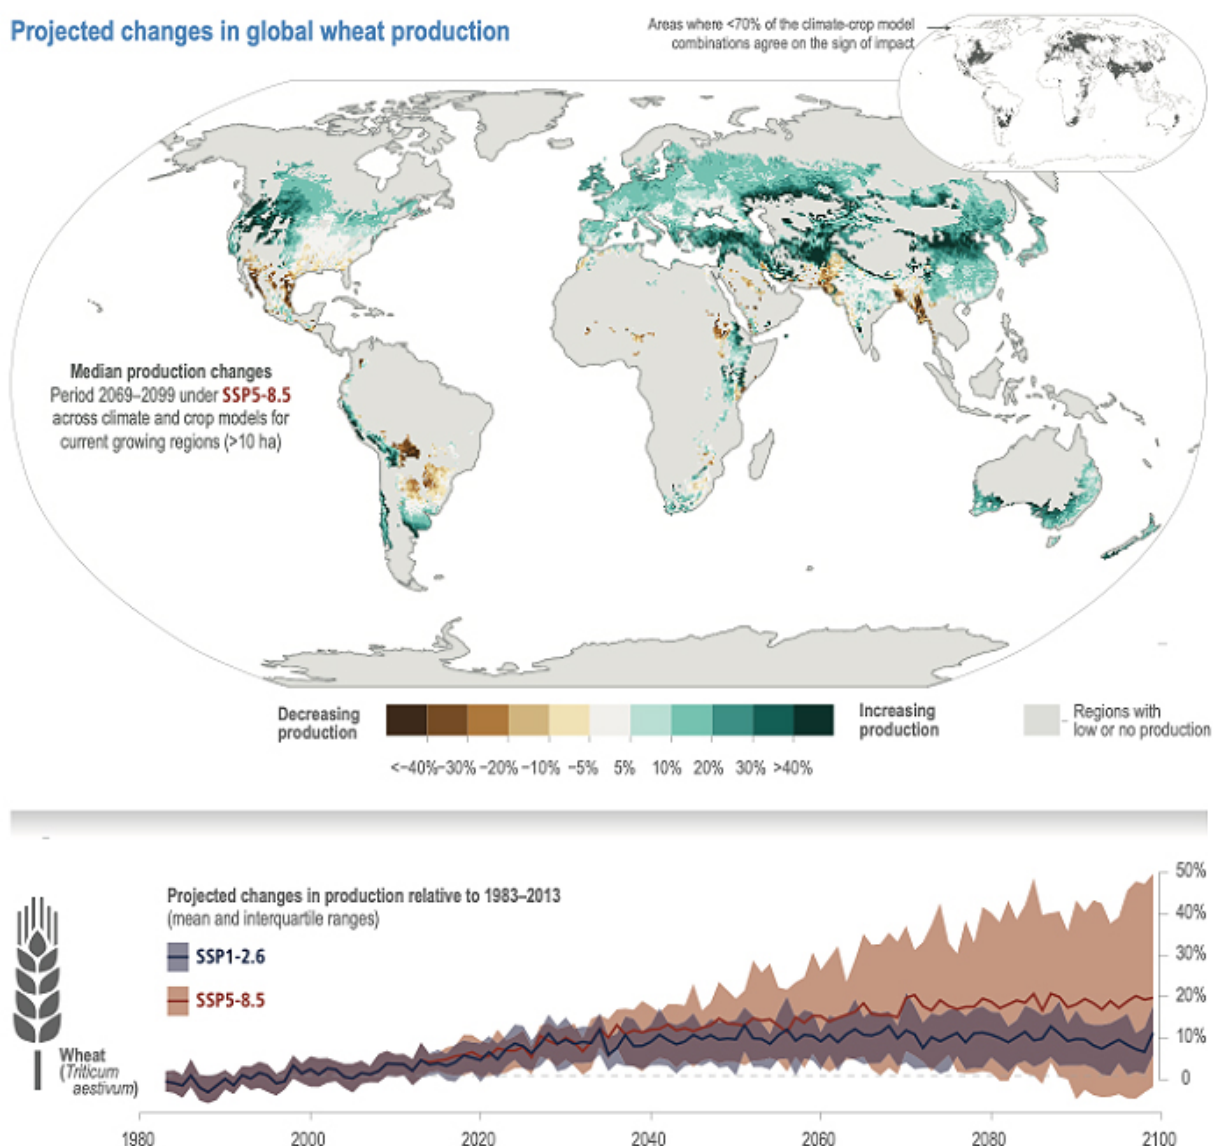 Projected changes in global wheat production
Areas where <70% of the climate-crop model
combinations agree on the sign of impact
Median production changes
Period 2069–2099 under SSP5-8.5
across climate and crop models for
current growing regions (>10 ha)
Decreasing
production
<−40%−30% −20% −10% −5% 5% 10% 20% 30% >40%
Increasing
production
Regions with
low or no production
Projected changes in production relative to 1983–2013
(mean and interquartile ranges)
SSP1-2.6
SSP5-8.5
Wheat
(Triticum
aestivum)
50%
40%
30%
20%
10%
0
1980 2000 2020 2040 2060 2080 2100